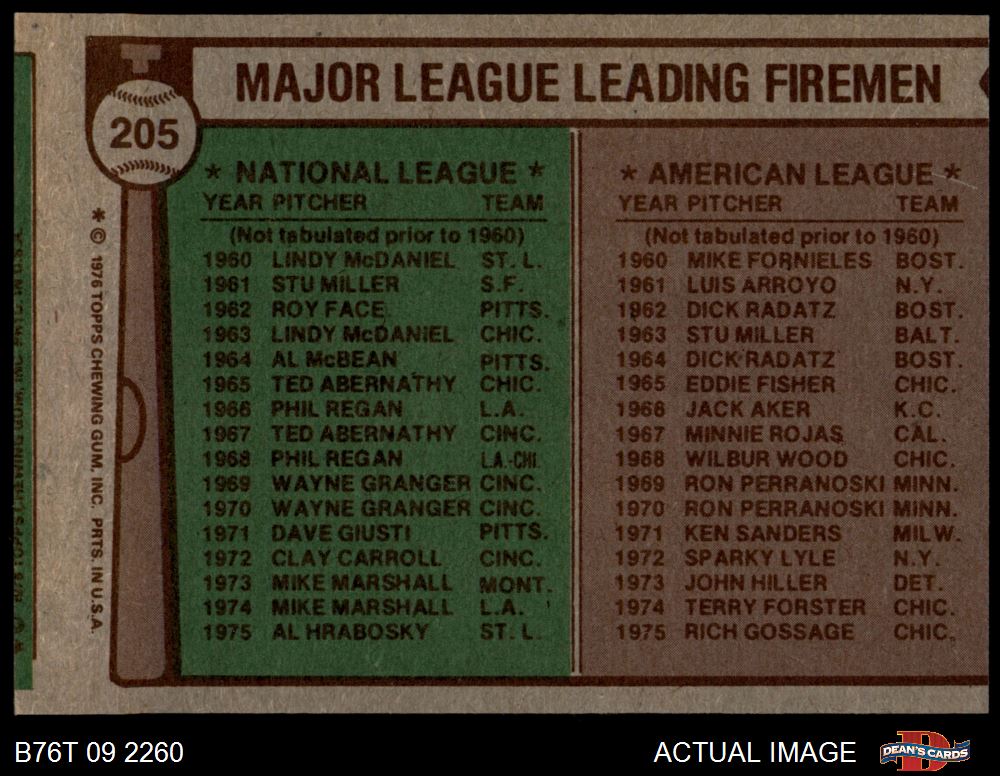 MAJOR LEAGUE LEADING FIREMEN
205
* NATIONAL LEAGUE *
YEAR PITCHER TEAM
(Not tabulated prior to 1960)
1960 LINDY McDANIEL ST. L.
1961 STU MILLER S.F.
1962 ROY FACE PITTS.
1963 LINDY McDANIEL CHIC.
1964 AL McBEAN PITTS.
1965 TED ABERNATHY CHIC.
1966 PHIL REGAN L.A.
1967 TED ABERNATHY CINC.
1968 PHIL REGAN L.A.-CHI.
1969 WAYNE GRANGER CINC.
1970 WAYNE GRANGER CINC.
1971 DAVE GIUSTI PITTS.
1972 CLAY CARROLL CINC.
1973 MIKE MARSHALL MONT.
1974 MIKE MARSHALL L.A.
1975 AL HRABOSKY ST. L.
* AMERICAN LEAGUE *
YEAR PITCHER TEAM
(Not tabulated prior to 1960)
1960 MIKE FORNIELES BOST.
1961 LUIS ARROYO N.Y.
1962 DICK RADATZ BOST.
1963 STU MILLER BALT.
1964 DICK RADATZ BOST.
1965 EDDIE FISHER CHIC.
1966 JACK AKER K.C.
1967 MINNIE ROJAS CAL.
1968 WILBUR WOOD CHIC.
1969 RON PERRANOSKI MINN.
1970 RON PERRANOSKI MINN.
1971 KEN SANDERS MILW.
1972 SPARKY LYLE N.Y.
1973 JOHN HILLER DET.
1974 TERRY FORSTER CHIC.
1975 RICH GOSSAGE CHIC.
* © 1976 TOPPS CHEWING GUM, INC. PRTS. IN U.S.A.
B76T 09 2260
ACTUAL IMAGE
DEAN'S CARDS